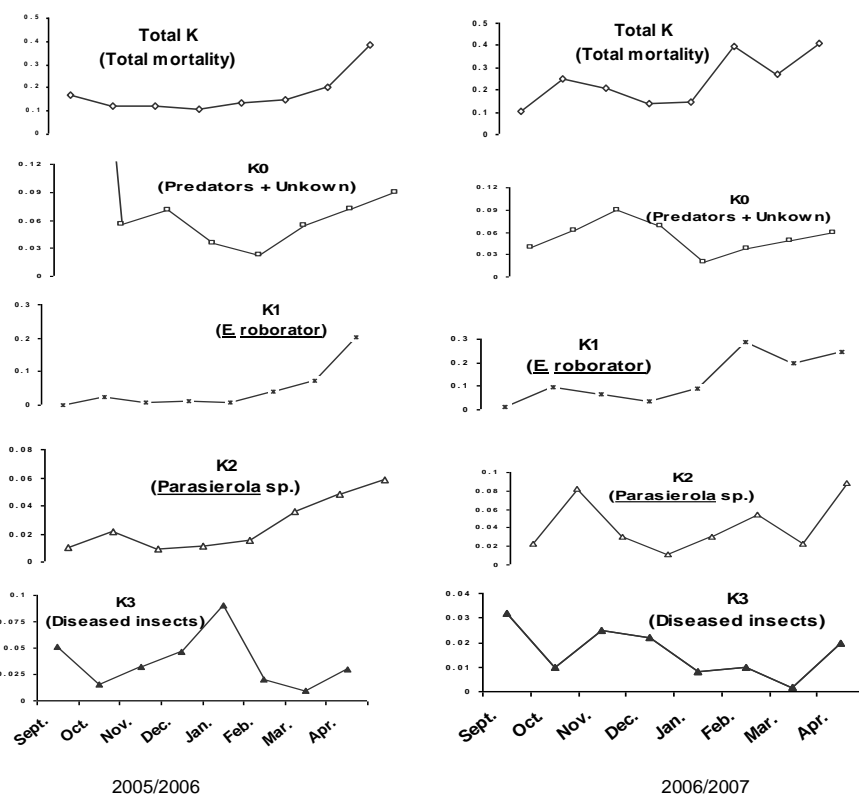 0.5
0.4
0.3
0.2
0.1
0
Total K
(Total mortality)
0.12
0.09
0.06
0.03
0
K0
(Predators + Unkown)
0.3
0.2
0.1
0
K1
(E. roborator)
0.08
0.06
0.04
0.02
0
K2
(Parasierola sp.)
0.1
0.075
0.05
0.025
0
K3
(Diseased insects)
Sept. Oct. Nov. Dec. Jan. Feb. Mar. Apr.
2005/2006
0.5
0.4
0.3
0.2
0.1
0
Total K
(Total mortality)
0.12
0.09
0.06
0.03
0
K0
(Predators + Unkown)
0.3
0.2
0.1
0
K1
(E. roborator)
0.1
0.08
0.06
0.04
0.02
0
K2
(Parasierola sp.)
0.04
0.03
0.02
0.01
0
K3
(Diseased insects)
Sept. Oct. Nov. Dec. Jan. Feb. Mar. Apr.
2006/2007